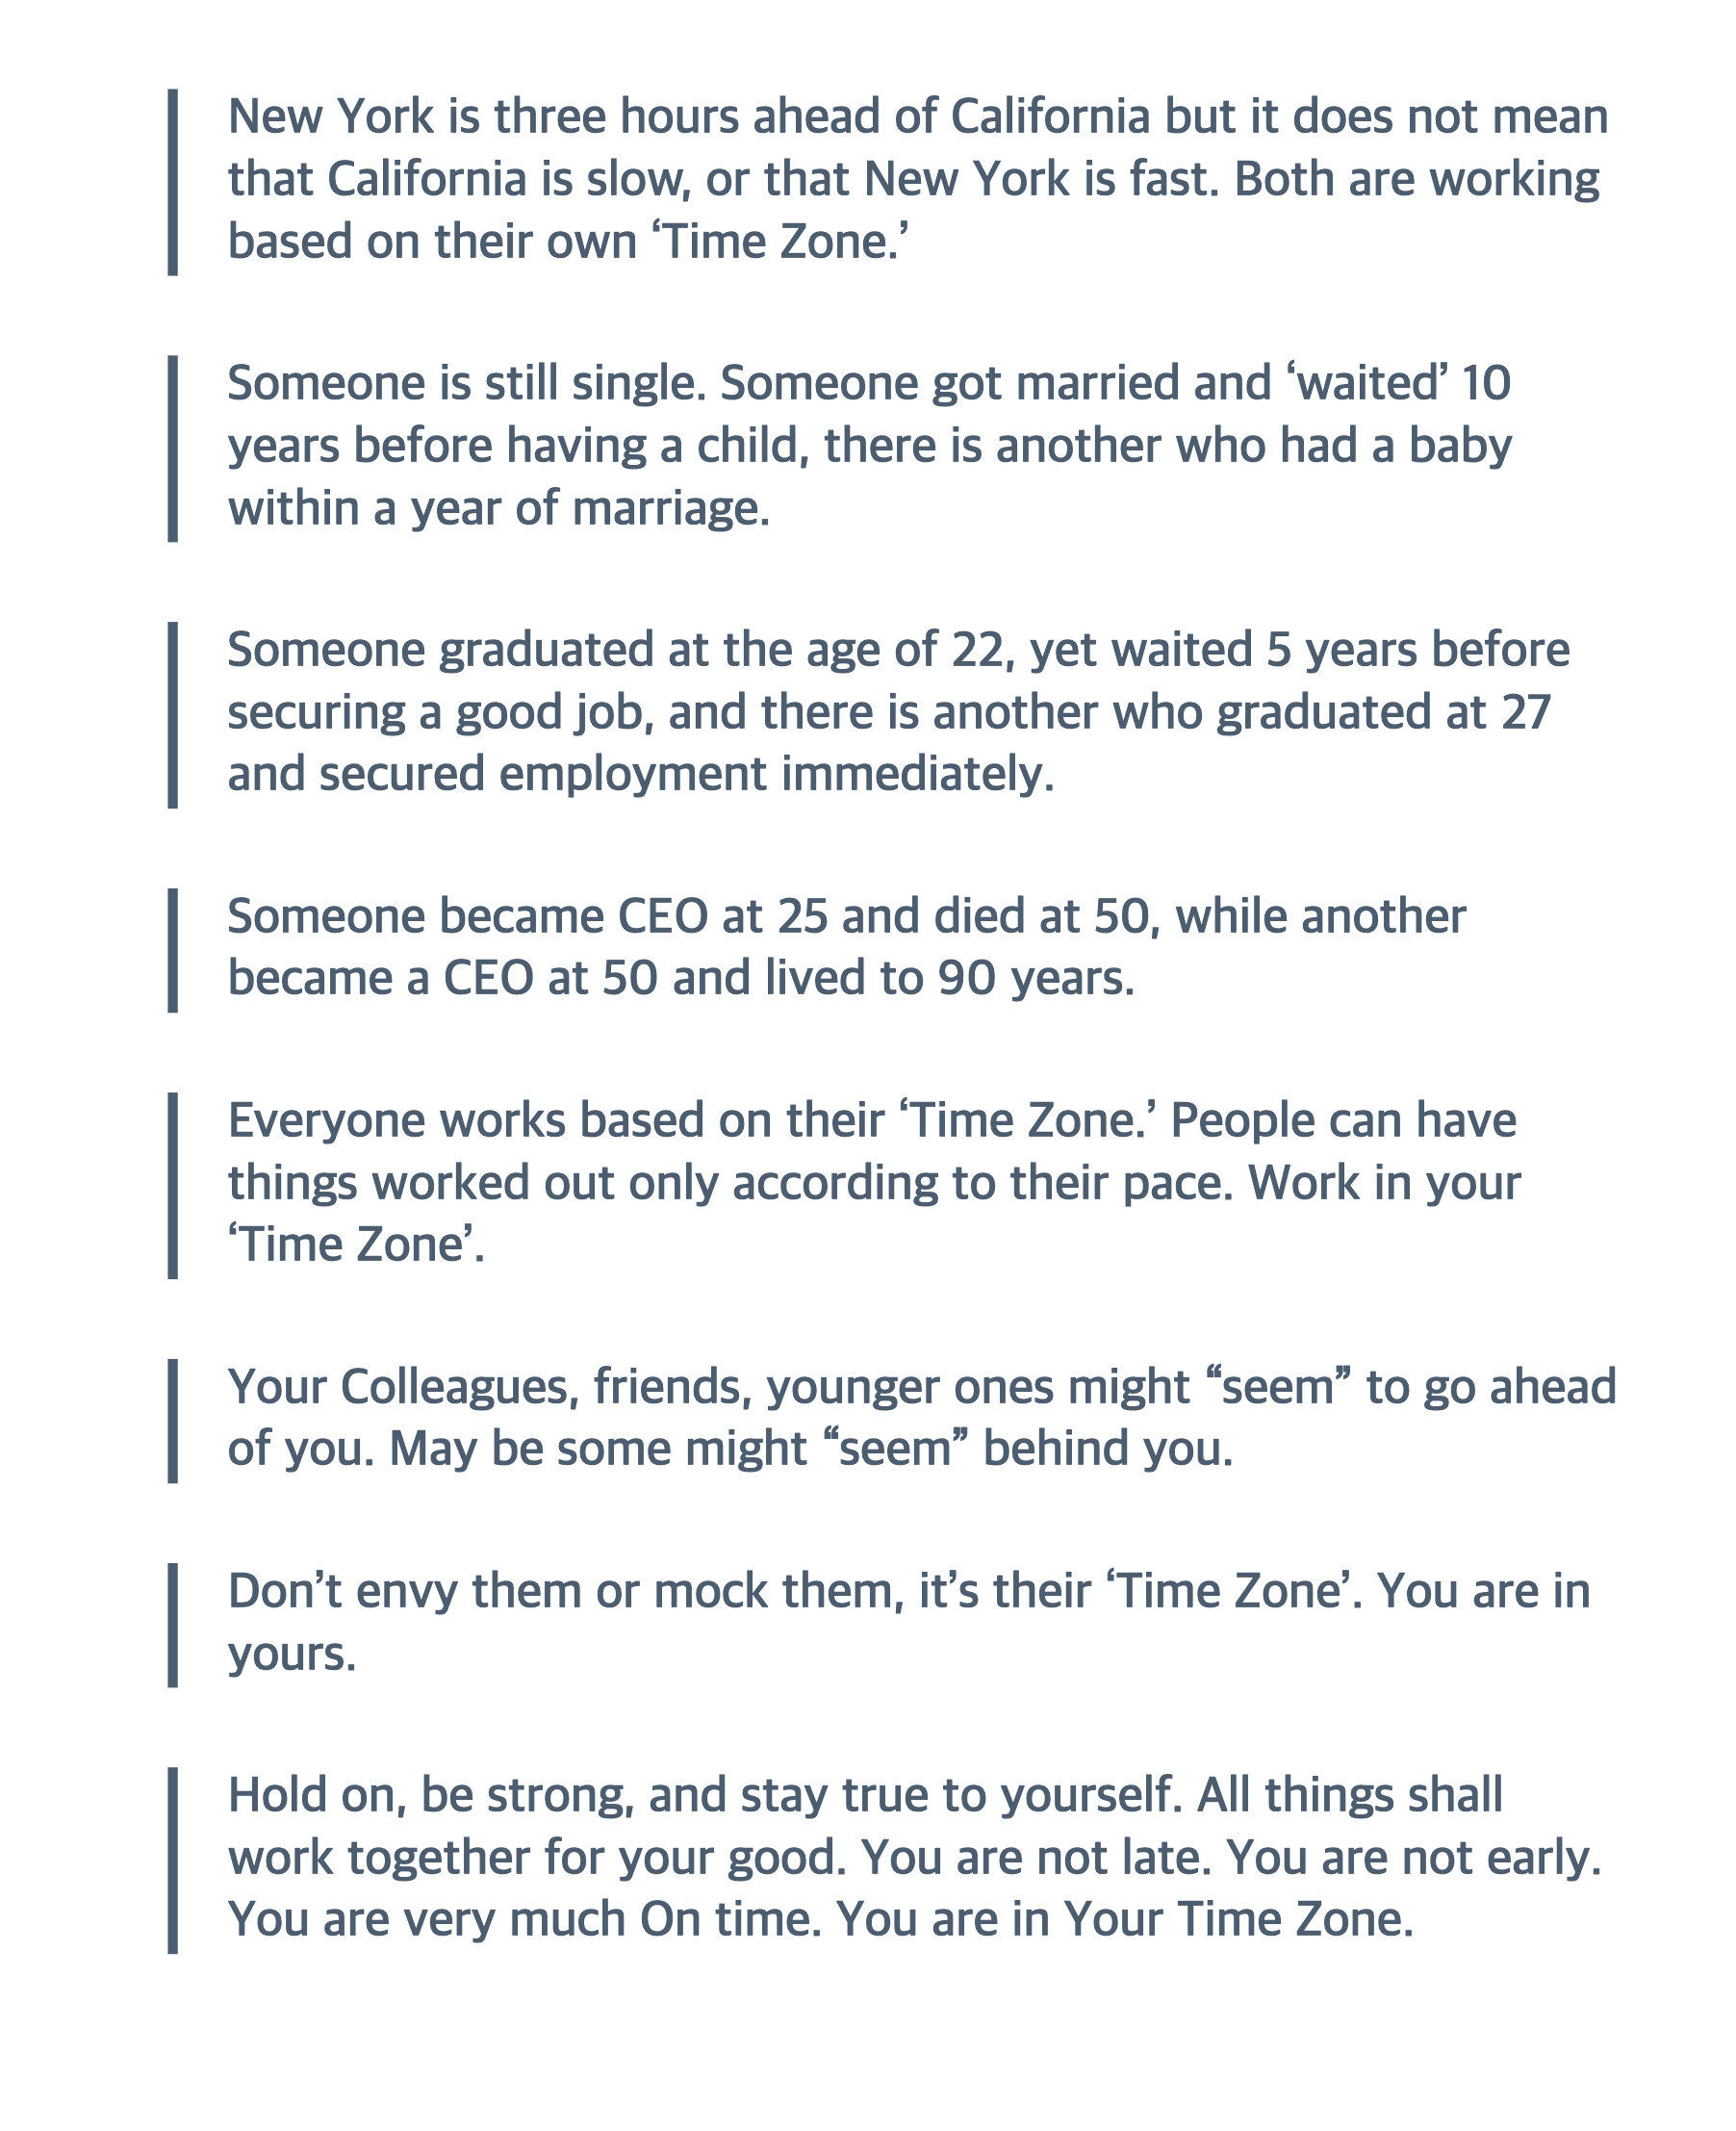 New York is three hours ahead of California but it does not mean
that California is slow, or that New York is fast. Both are working
based on their own ‘Time Zone.’
Someone is still single. Someone got married and ‘waited’ 10
years before having a child, there is another who had a baby
within a year of marriage.
Someone graduated at the age of 22, yet waited 5 years before
securing a good job, and there is another who graduated at 27
and secured employment immediately.
Someone became CEO at 25 and died at 50, while another
became a CEO at 50 and lived to 90 years.
Everyone works based on their ‘Time Zone.’ People can have
things worked out only according to their pace. Work in your
‘Time Zone’.
Your Colleagues, friends, younger ones might “seem” to go ahead
of you. May be some might “seem” behind you.
Don’t envy them or mock them, it’s their ‘Time Zone’. You are in
yours.
Hold on, be strong, and stay true to yourself. All things shall
work together for your good. You are not late. You are not early.
You are very much On time. You are in Your Time Zone.